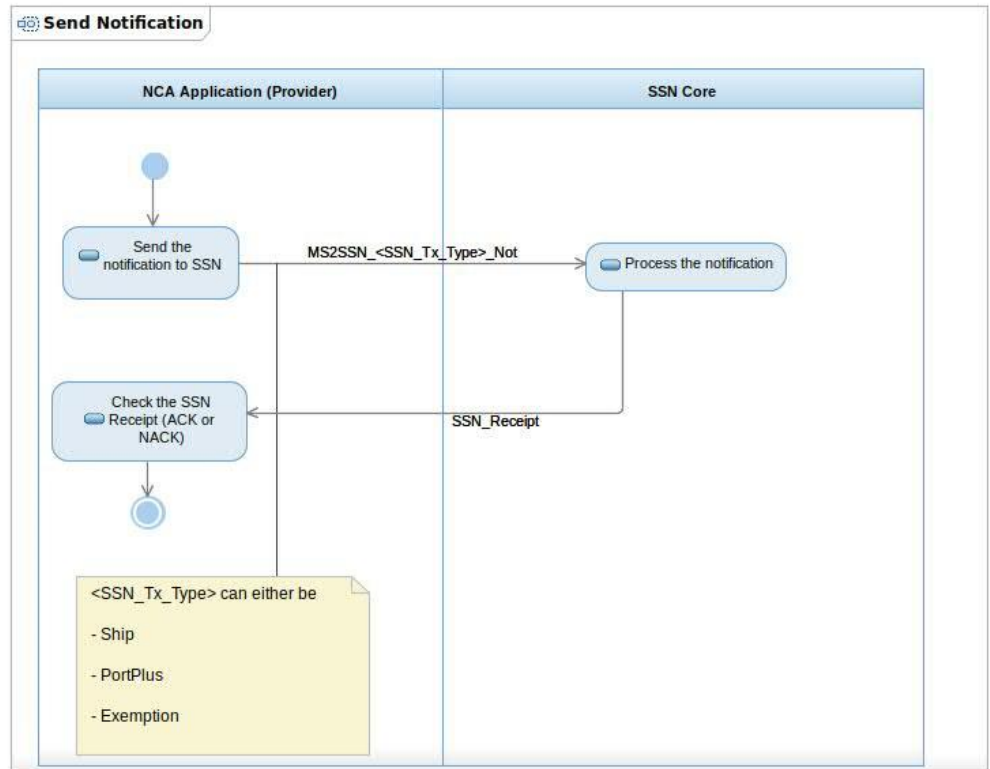 Send Notification
NCA Application (Provider)
SSN Core
Send the
notification to SSN
MS2SSN_<SSN_Tx_Type>_Not
Process the notification
Check the SSN
Receipt (ACK or
NACK)
SSN_Receipt
<SSN_Tx_Type> can either be
- Ship
- PortPlus
- Exemption